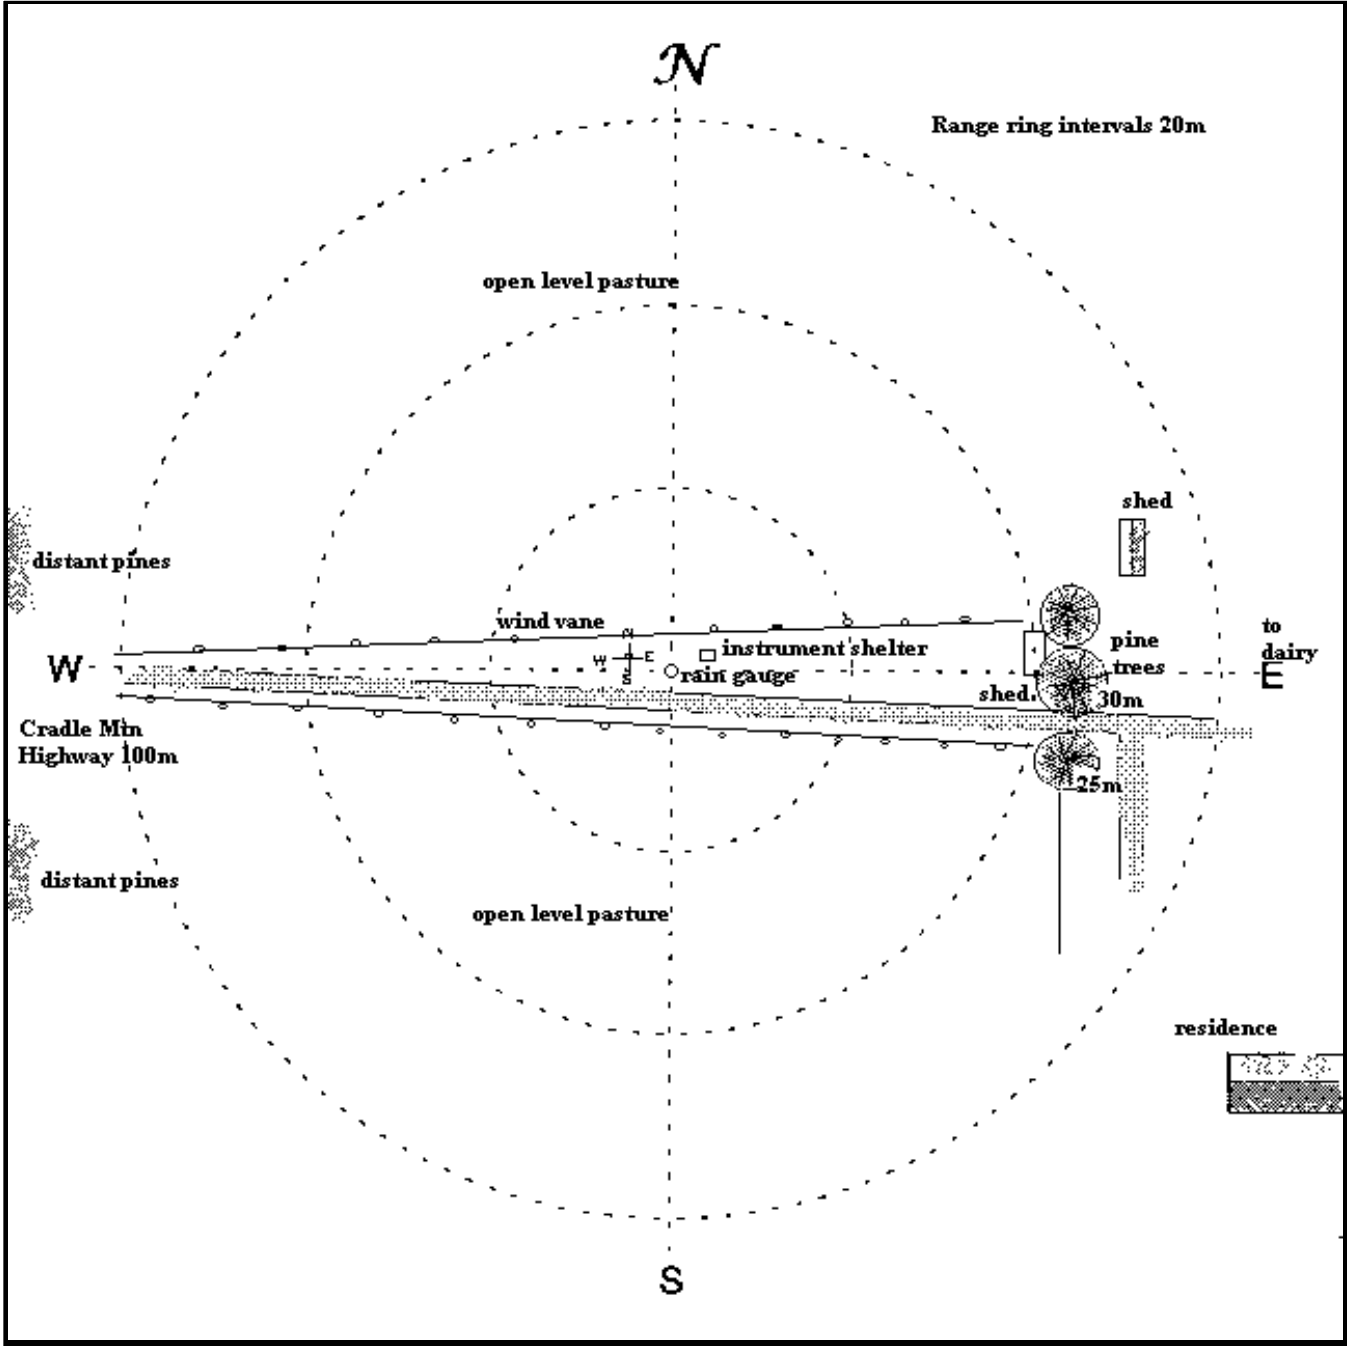 N
Range ring intervals 20m
open level pasture
shed
distant pines
wind vane
N
W E
S
instrument shelter
rain gauge
pine
trees
to
dairy
W
E
shed
30m
Cradle Mtn
Highway 100m
25m
distant pines
open level pasture
residence
S